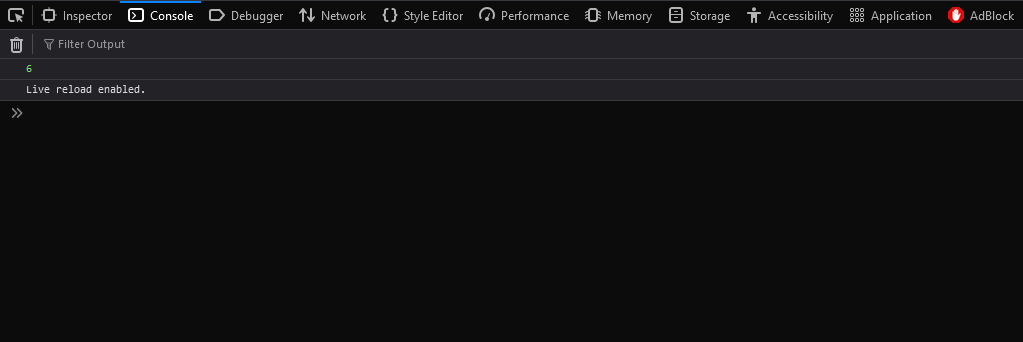 Inspector Console Debugger Network Style Editor Performance Memory Storage Accessibility Application AdBlock
Filter Output
6
Live reload enabled.